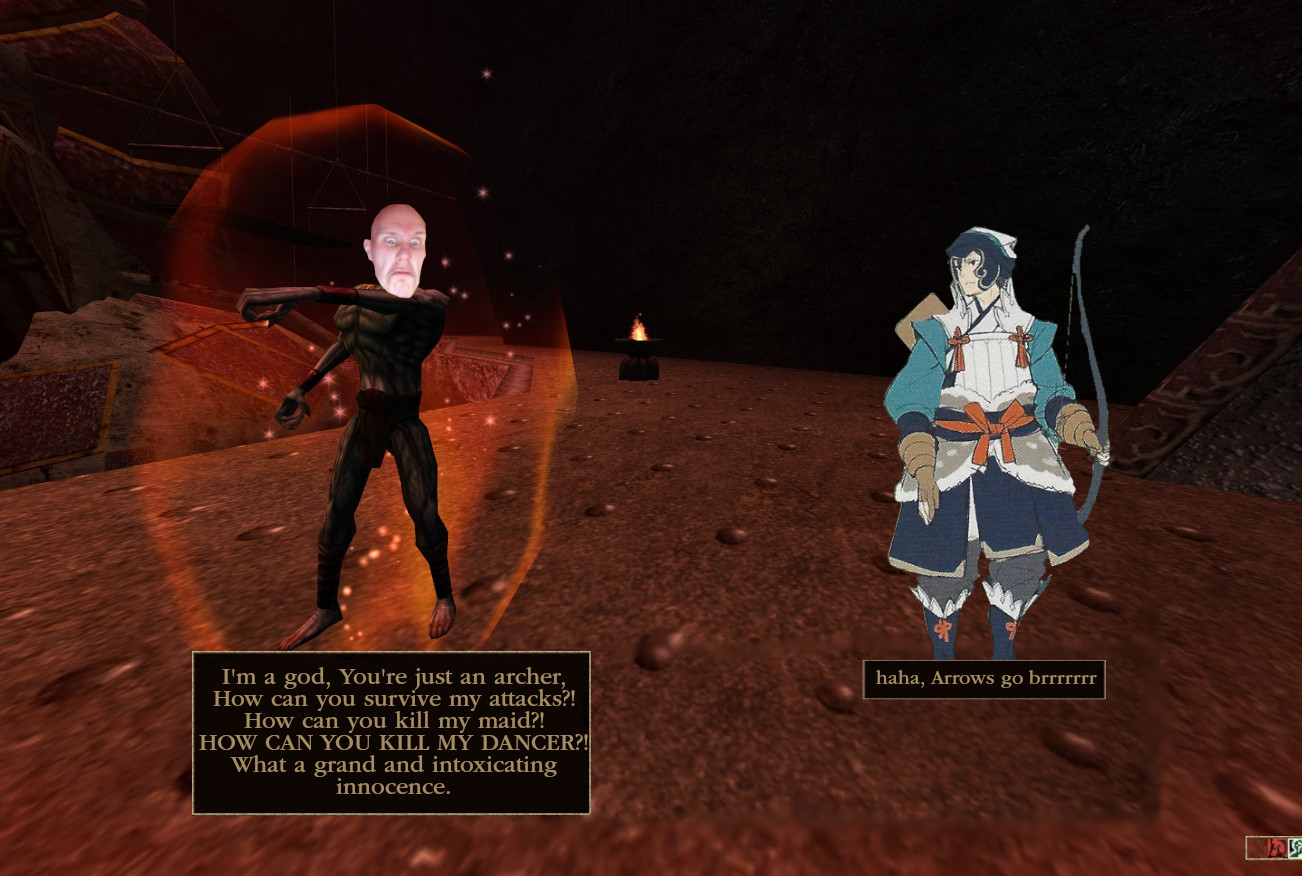 I'm a god, You're just an archer,
How can you survive my attacks?!
How can you kill my maid?!
HOW CAN YOU KILL MY DANCER?!
What a grand and intoxicating
innocence.
haha, Arrows go brrrrrrr